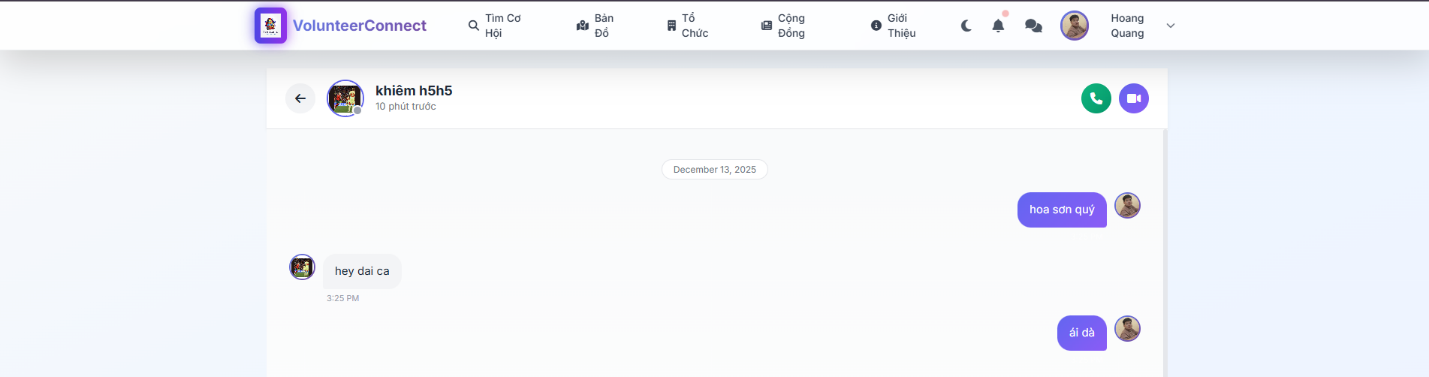 VolunteerConnect
Tìm Cơ
Hội
Bản
Đồ
Tổ
Chức
Cộng
Đồng
Giới
Thiệu
Hoang
Quang
khiêm h5h5
10 phút trước
December 13, 2025
hoa sơn quý
hey dai ca
3:25 PM
ái dà